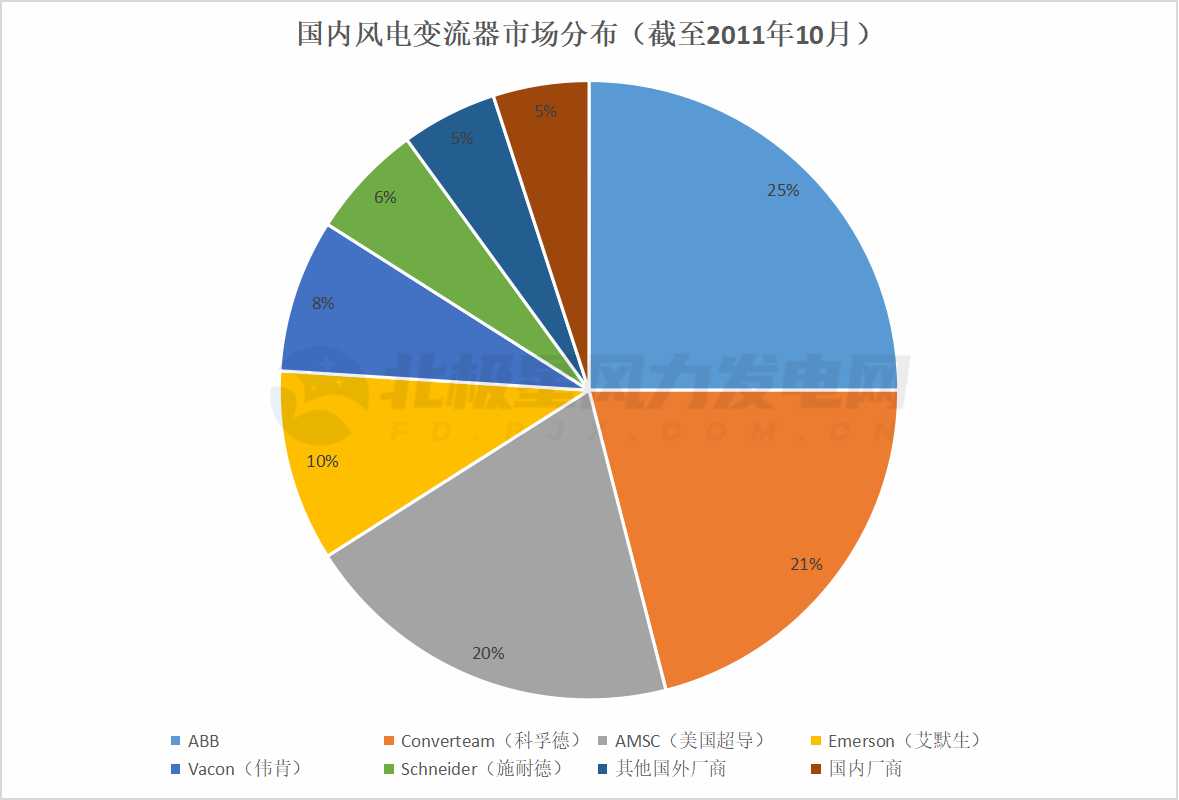 国内风电变流器市场分布（截至2011年10月）
5%
5%
25%
6%
8%
北极星风力发电网
FD.BJX.COM.CN
10%
21%
20%
ABB
Converteam（科孚德）
AMSC（美国超导）
Emerson（艾默生）
Vacon（伟肯）
Schneider（施耐德）
其他国外厂商
国内厂商